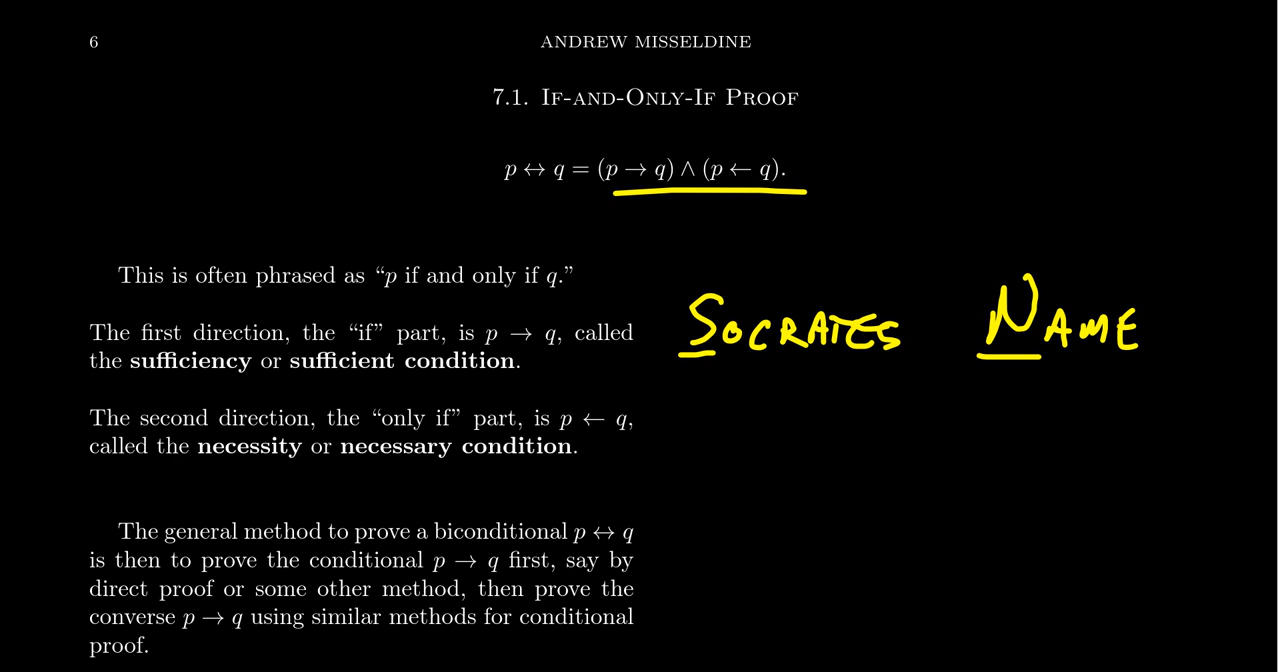 6 ANDREW MISSELDINE
7.1. IF-AND-ONLY-IF PROOF
p ↔ q = (p → q) ∧ (p ← q).
This is often phrased as “p if and only if q.”
The first direction, the “if” part, is p → q, called
the sufficiency or sufficient condition.
SOCRATES NAME
The second direction, the “only if” part, is p ← q,
called the necessity or necessary condition.
The general method to prove a biconditional p ↔ q
is then to prove the conditional p → q first, say by
direct proof or some other method, then prove the
converse p → q using similar methods for conditional
proof.